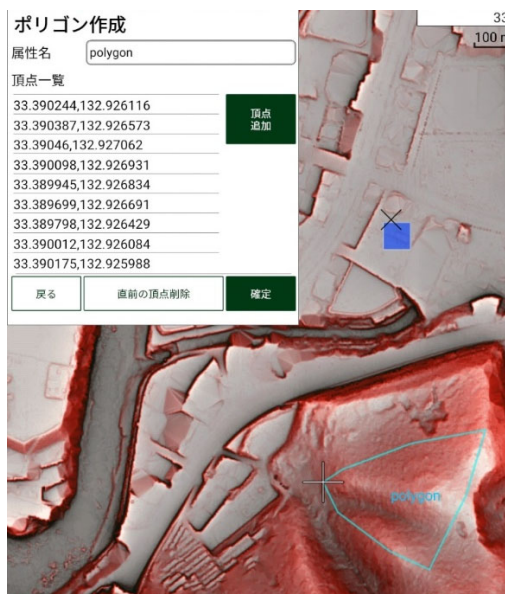 ポリゴン作成
33
100 m
属性名
polygon
頂点一覧
33.390244,132.926116
33.390387,132.926573
33.39046,132.927062
33.390098,132.926931
33.389945,132.926834
33.389699,132.926691
33.389798,132.926429
33.390012,132.926084
33.390175,132.925988
頂点
追加
戻る
直前の頂点削除
確定
polygon